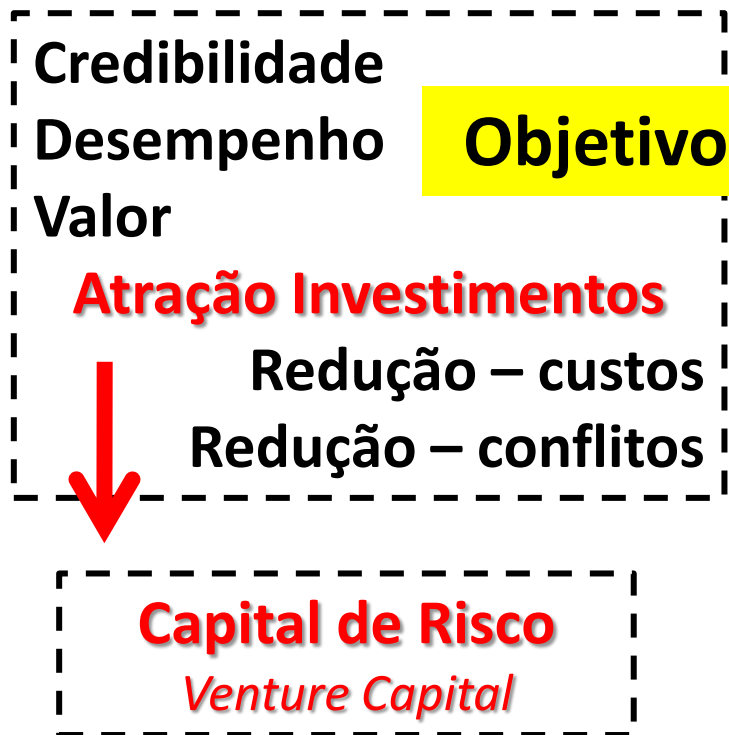 Credibilidade
Desempenho
Objetivo
Valor
Atração Investimentos
Redução – custos
Redução – conflitos
Capital de Risco
Venture Capital